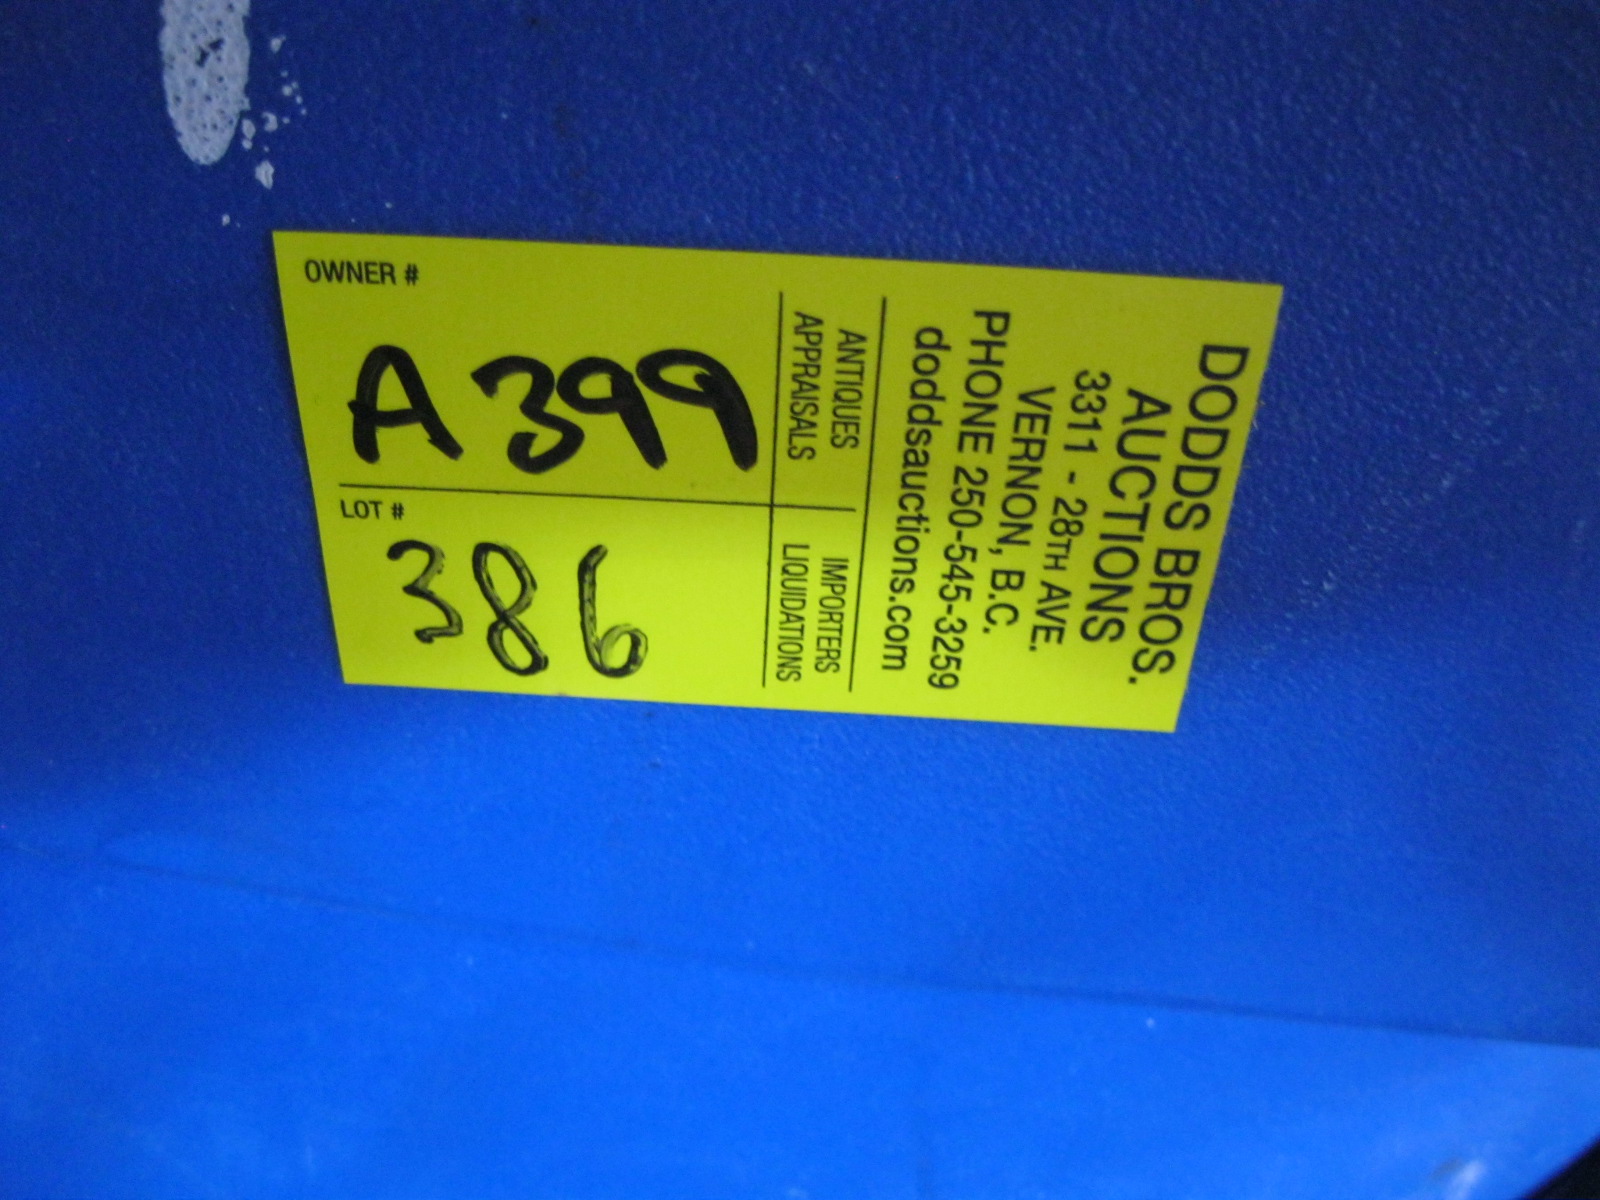 DODDS BROS.
AUCTIONS
3311 - 28TH AVE.
VERNON, B.C.
PHONE 250-545-3259
doddsauctions.com
ANTIQUES
APPRAISALS
IMPORTERS
LIQUIDATIONS
OWNER #
A399
LOT #
386